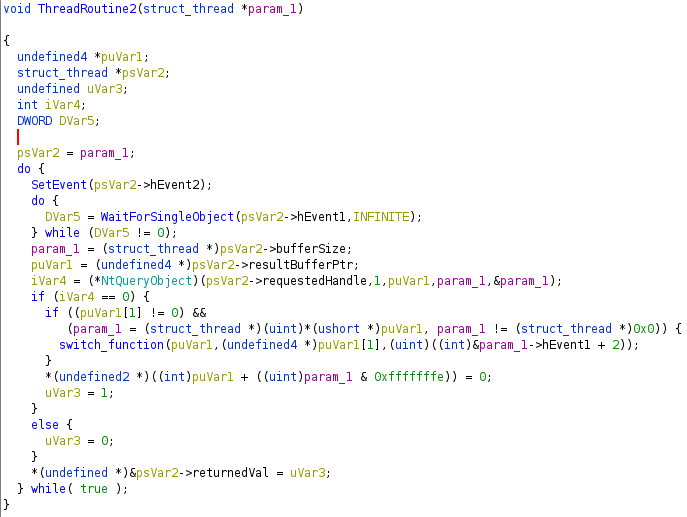 void ThreadRoutine2(struct_thread *param_1)
{
undefined4 *puVar1;
struct_thread *psVar2;
undefined uVar3;
int iVar4;
DWORD DVar5;
psVar2 = param_1;
do {
SetEvent(psVar2->hEvent2);
do {
DVar5 = WaitForSingleObject(psVar2->hEvent1,INFINITE);
} while (DVar5 != 0);
param_1 = (struct_thread *)psVar2->bufferSize;
puVar1 = (undefined4 *)psVar2->resultBufferPtr;
iVar4 = (*NtQueryObject)(psVar2->requestedHandle,1,puVar1,param_1,&param_1);
if (iVar4 == 0) {
if ((puVar1[1] != 0) &&
(param_1 = (struct_thread *)(uint)*(ushort *)puVar1, param_1 != (struct_thread *)0x0)) {
switch_function(puVar1,(undefined4 *)puVar1[1],(uint)((int)&param_1->hEvent1 + 2));
}
*(undefined2 *)((int)puVar1 + ((uint)param_1 & 0xfffffffe)) = 0;
uVar3 = 1;
}
else {
uVar3 = 0;
}
*(undefined *)&psVar2->returnedVal = uVar3;
} while( true );
}